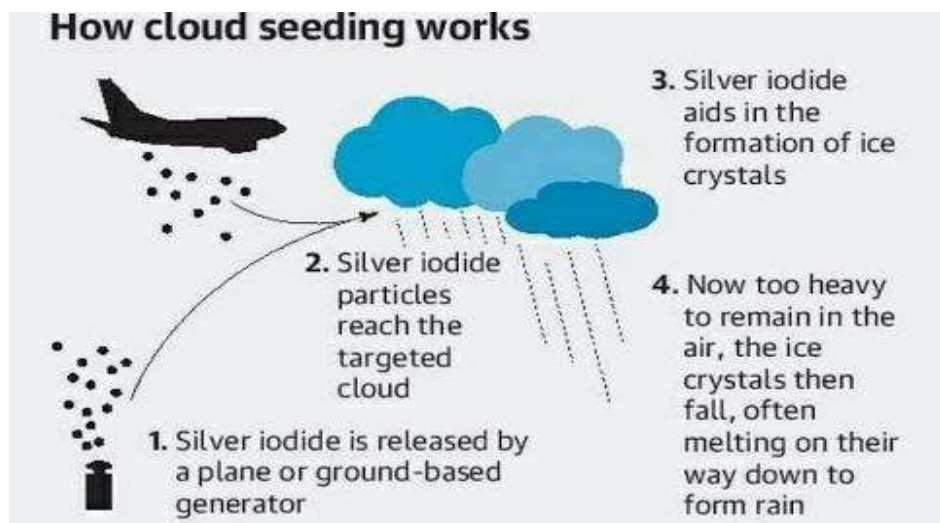 How cloud seeding works
1. Silver iodide is released by
a plane or ground-based
generator
2. Silver iodide
particles
reach the
targeted
cloud
3. Silver iodide
aids in the
formation of ice
crystals
4. Now too heavy
to remain in the
air, the ice
crystals then
fall, often
melting on their
way down to
form rain